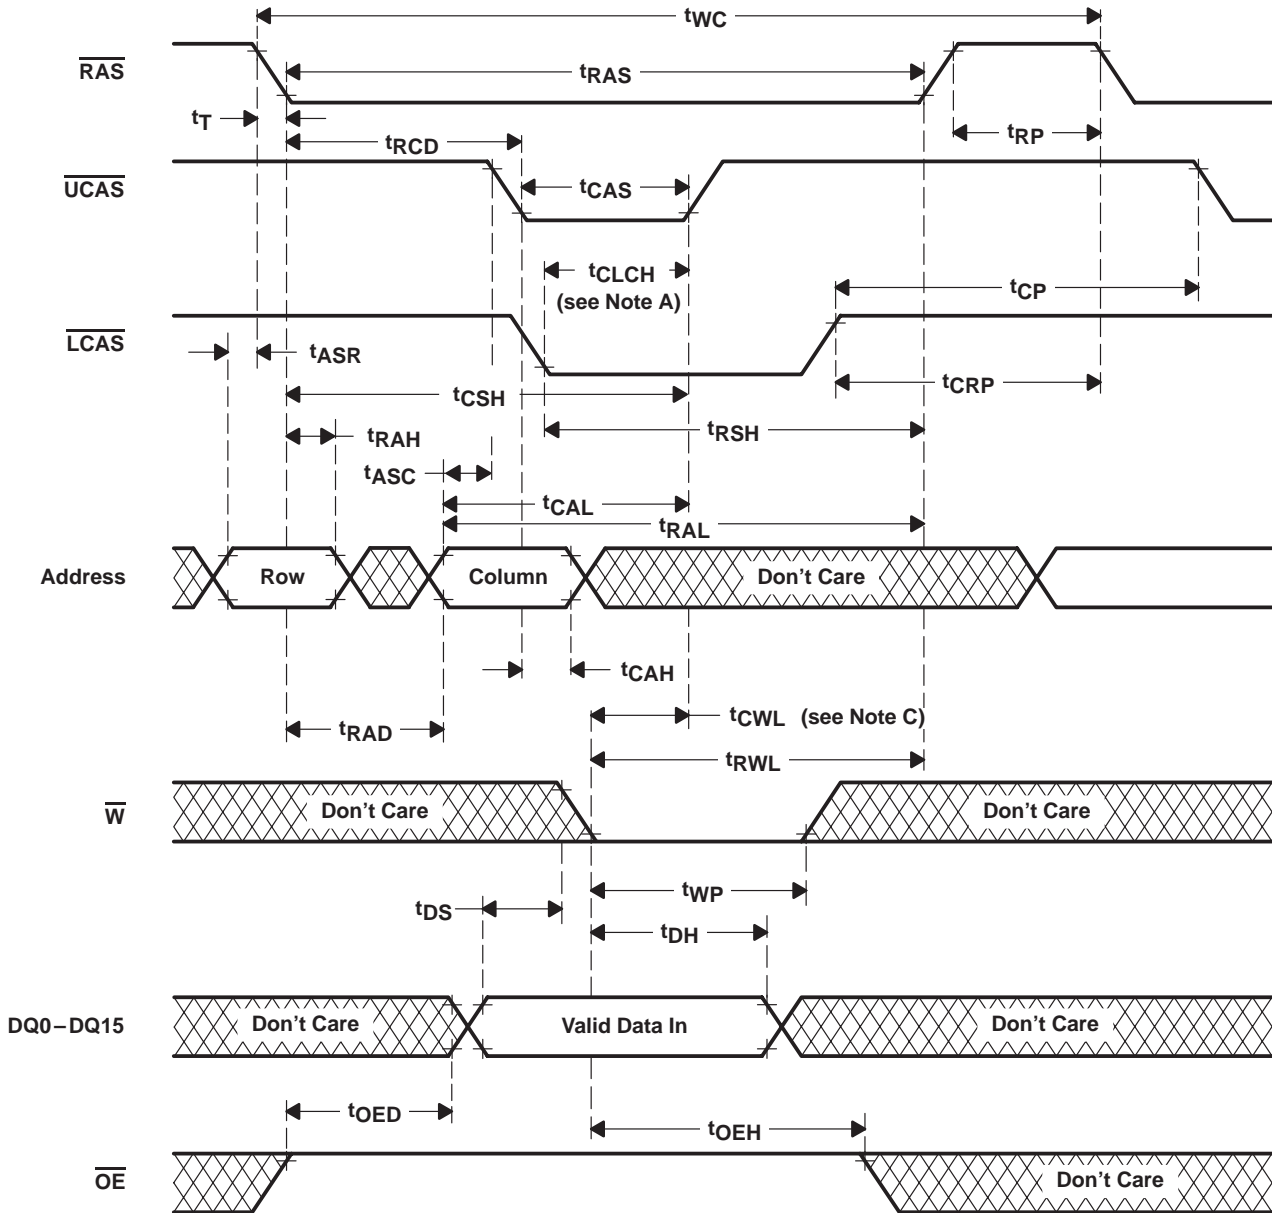 tWC
RAS
tRAS
tT
tRCD
tRP
UCAS
tCAS
tCLCH
(see Note A)
tCP
LCAS
tASR
tCSH
tCRP
tRAH
tRSH
tASC
tCAL
tRAL
Address
Row
Column
Don't Care
tCAH
tCWL (see Note C)
tRAD
tRWL
W
Don't Care
Don't Care
tWP
tDS
tDH
DQ0–DQ15
Don't Care
Valid Data In
Don't Care
tOED
tOEH
OE
Don't Care